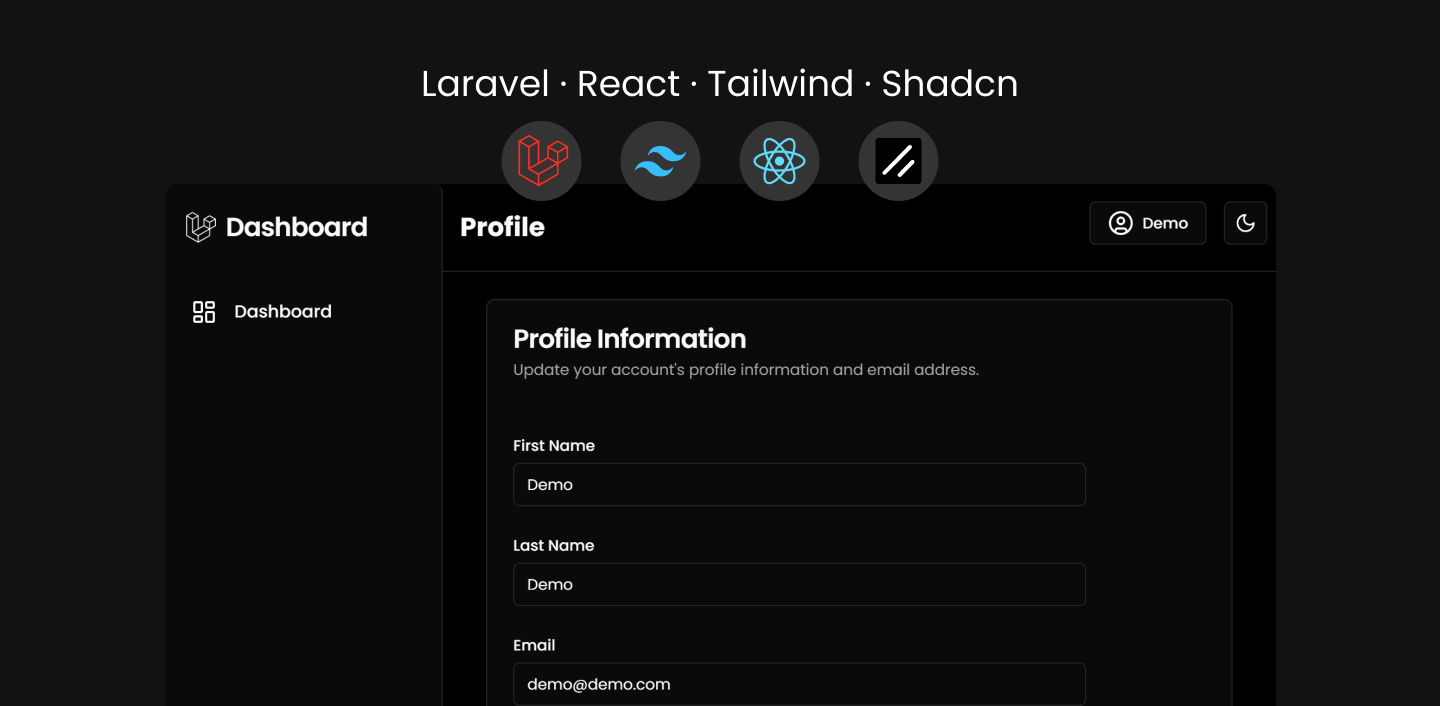 Laravel · React · Tailwind · Shadcn
Dashboard
Profile
Demo
Dashboard
Profile Information
Update your account's profile information and email address.
First Name
Demo
Last Name
Demo
Email
demo@demo.com